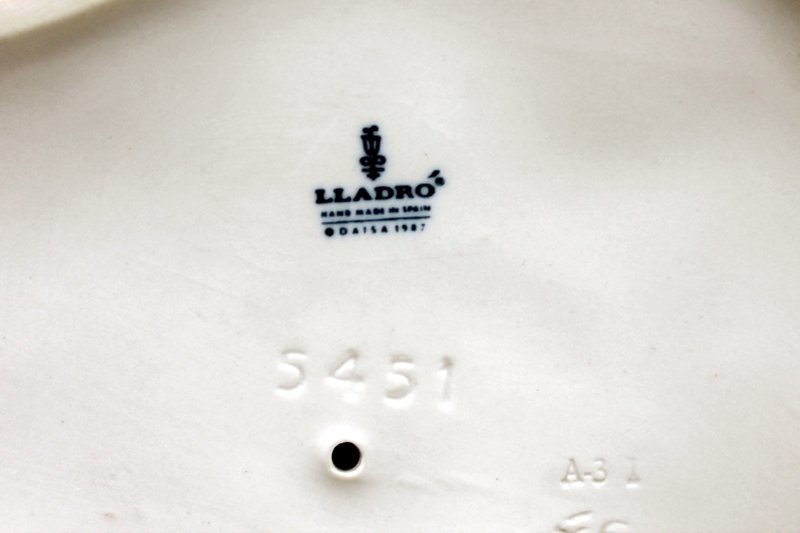 LLADRÓ
HAND MADE IN SPAIN
DAISA 1987
5451
A-3 I